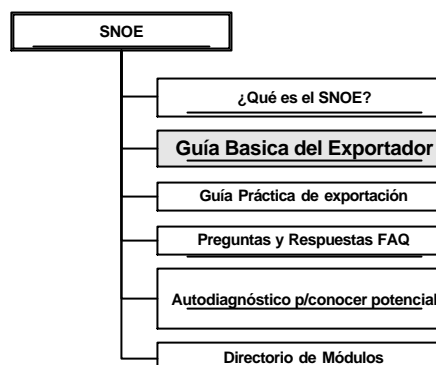 SNOE
¿Qué es el SNOE?
Guía Basica del Exportador
Guía Práctica de exportación
Preguntas y Respuestas FAQ
Autodiagnóstico p/conocer potencial
Directorio de Módulos